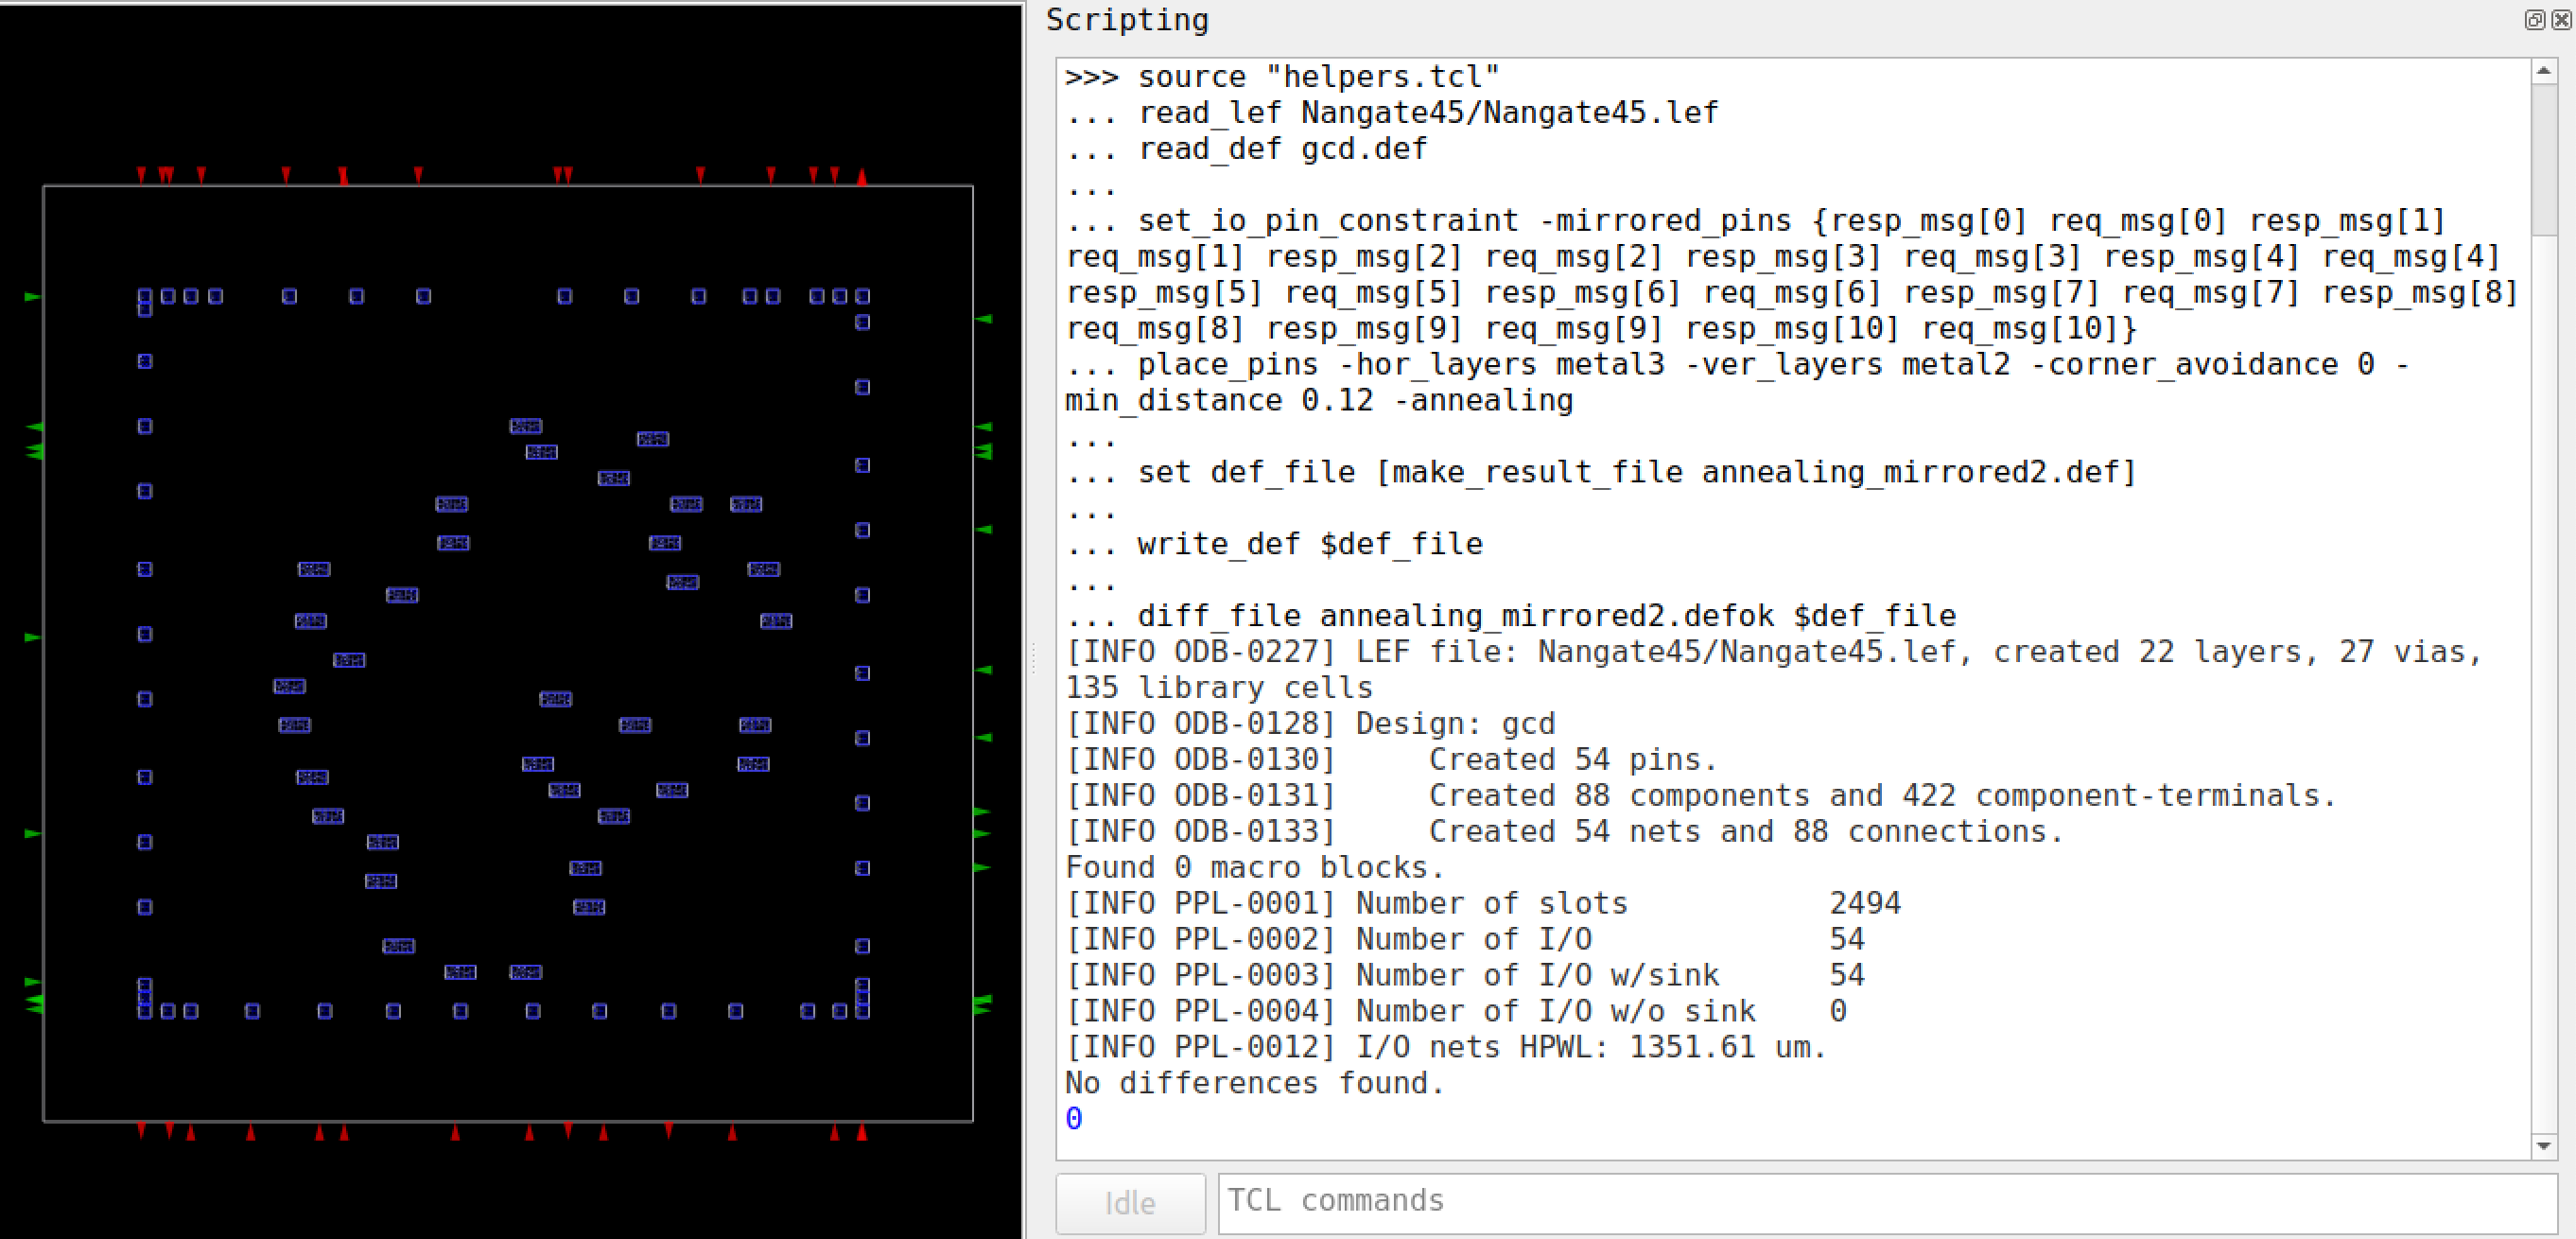 Scripting
>>> source "helpers.tcl"
... read_lef Nangate45/Nangate45.lef
... read_def gcd.def
...
... set_io_pin_constraint -mirrored_pins {resp_msg[0] req_msg[0] resp_msg[1]
req_msg[1] resp_msg[2] req_msg[2] resp_msg[3] req_msg[3] resp_msg[4] req_msg[4]
resp_msg[5] req_msg[5] resp_msg[6] req_msg[6] resp_msg[7] req_msg[7] resp_msg[8]
req_msg[8] resp_msg[9] req_msg[9] resp_msg[10] req_msg[10]}
... place_pins -hor_layers metal3 -ver_layers metal2 -corner_avoidance 0 -
min_distance 0.12 -annealing
...
... set def_file [make_result_file annealing_mirrored2.def]
...
... write_def $def_file
...
... diff_file annealing_mirrored2.defok $def_file
[INFO ODB-0227] LEF file: Nangate45/Nangate45.lef, created 22 layers, 27 vias,
135 library cells
[INFO ODB-0128] Design: gcd
[INFO ODB-0130]     Created 54 pins.
[INFO ODB-0131]     Created 88 components and 422 component-terminals.
[INFO ODB-0133]     Created 54 nets and 88 connections.
Found 0 macro blocks.
[INFO PPL-0001] Number of slots           2494
[INFO PPL-0002] Number of I/O             54
[INFO PPL-0003] Number of I/O w/sink      54
[INFO PPL-0004] Number of I/O w/o sink    0
[INFO PPL-0012] I/O nets HPWL: 1351.61 um.
No differences found.
0
Idle
TCL commands